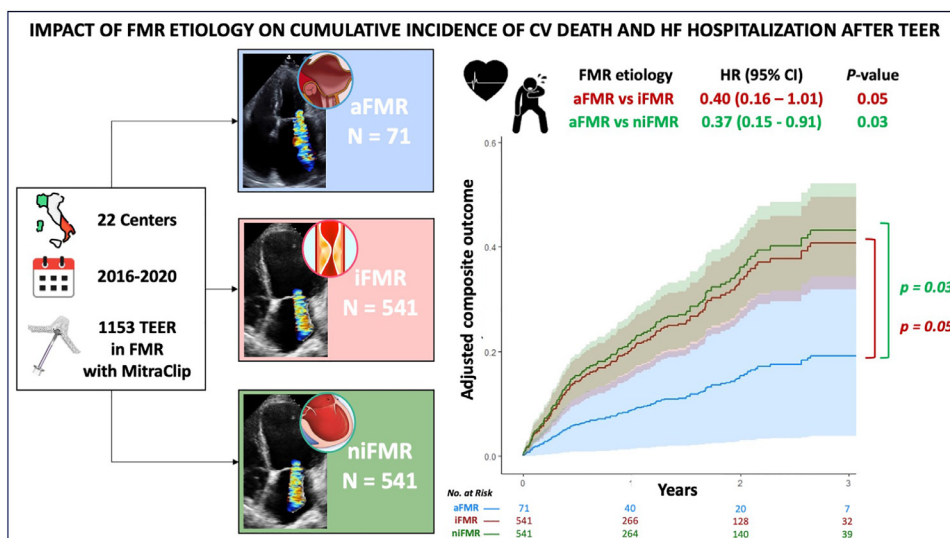 IMPACT OF FMR ETIOLOGY ON CUMULATIVE INCIDENCE OF CV DEATH AND HF HOSPITALIZATION AFTER TEER
22 Centers
2016-2020
1153 TEER
in FMR
with MitraClip
aFMR
N = 71
iFMR
N = 541
niFMR
N = 541
FMR etiology HR (95% CI) P-value
aFMR vs iFMR 0.40 (0.16 – 1.01) 0.05
aFMR vs niFMR 0.37 (0.15 - 0.91) 0.03
Adjusted composite outcome
0.6
0.4
0.2
0.0
p = 0.03
p = 0.05
0 1 2 3
Years
No. at Risk
aFMR 71 40 20 7
iFMR 541 266 128 32
niFMR 541 264 140 39